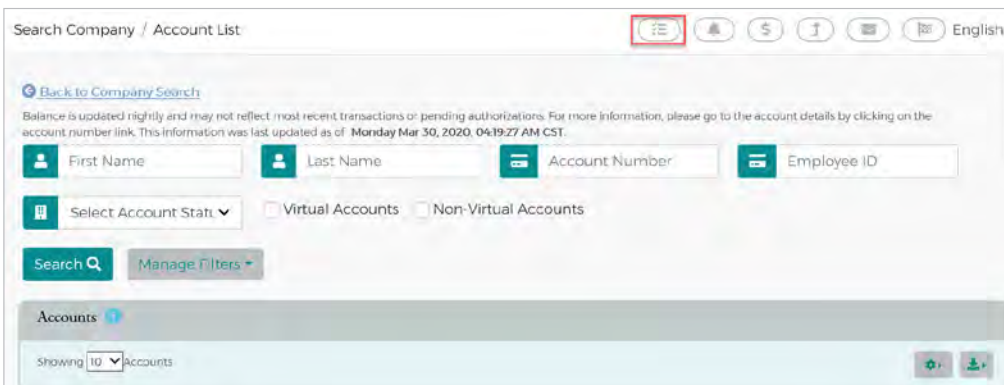 Search Company / Account List
English
Back to Company Search
Balance is updated nightly and may not reflect most recent transactions or pending authorizations. For more information, please go to the account details by clicking on the
account number link. This information was last updated as of Monday Mar 30, 2020, 04:19:27 AM CST.
First Name Last Name Account Number Employee ID
Select Account Statu Virtual Accounts Non-Virtual Accounts
Search Manage Filters
Accounts
Showing 10 Accounts